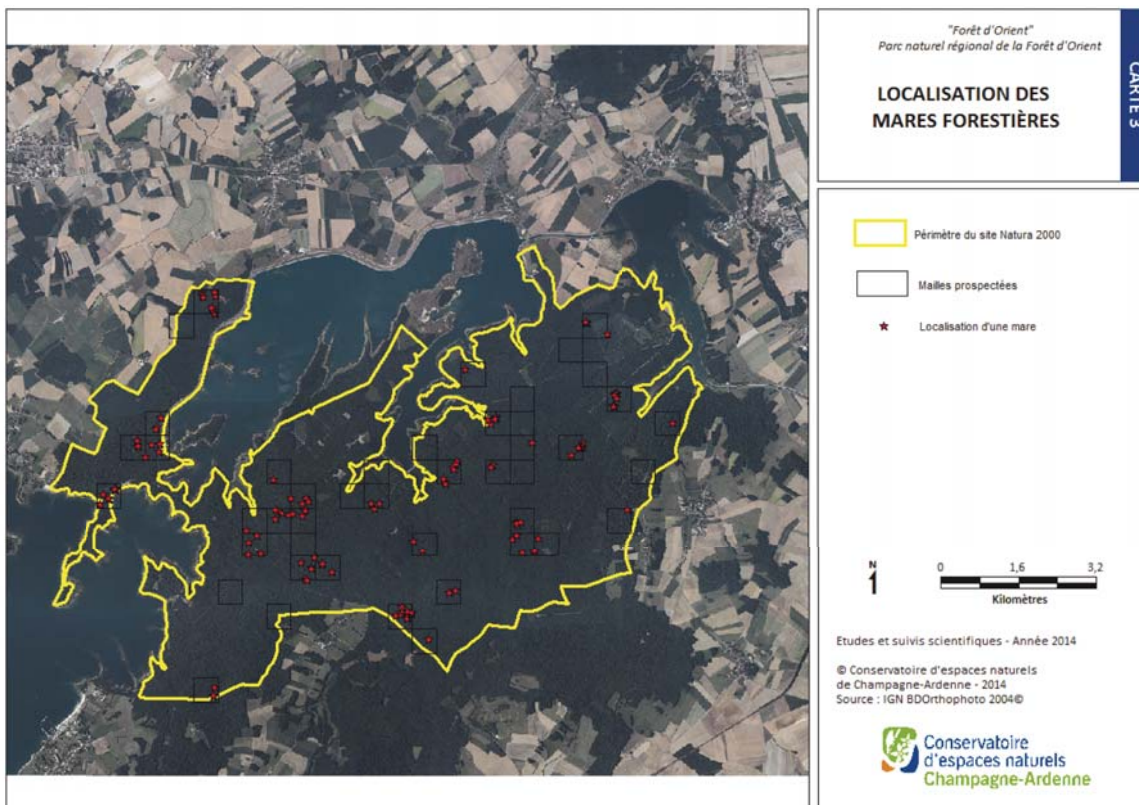 "Forêt d'Orient"
Parc naturel régional de la Forêt d'Orient
LOCALISATION DES
MARES FORESTIÈRES
CARTE 3
Périmètre du site Natura 2000
Mailles prospectées
Localisation d'une mare
N
0 1,6 3,2
Kilomètres
Etudes et suivis scientifiques - Année 2014
© Conservatoire d'espaces naturels
de Champagne-Ardenne - 2014
Source : IGN BDOrthophoto 2004©
Conservatoire
d'espaces naturels
Champagne-Ardenne